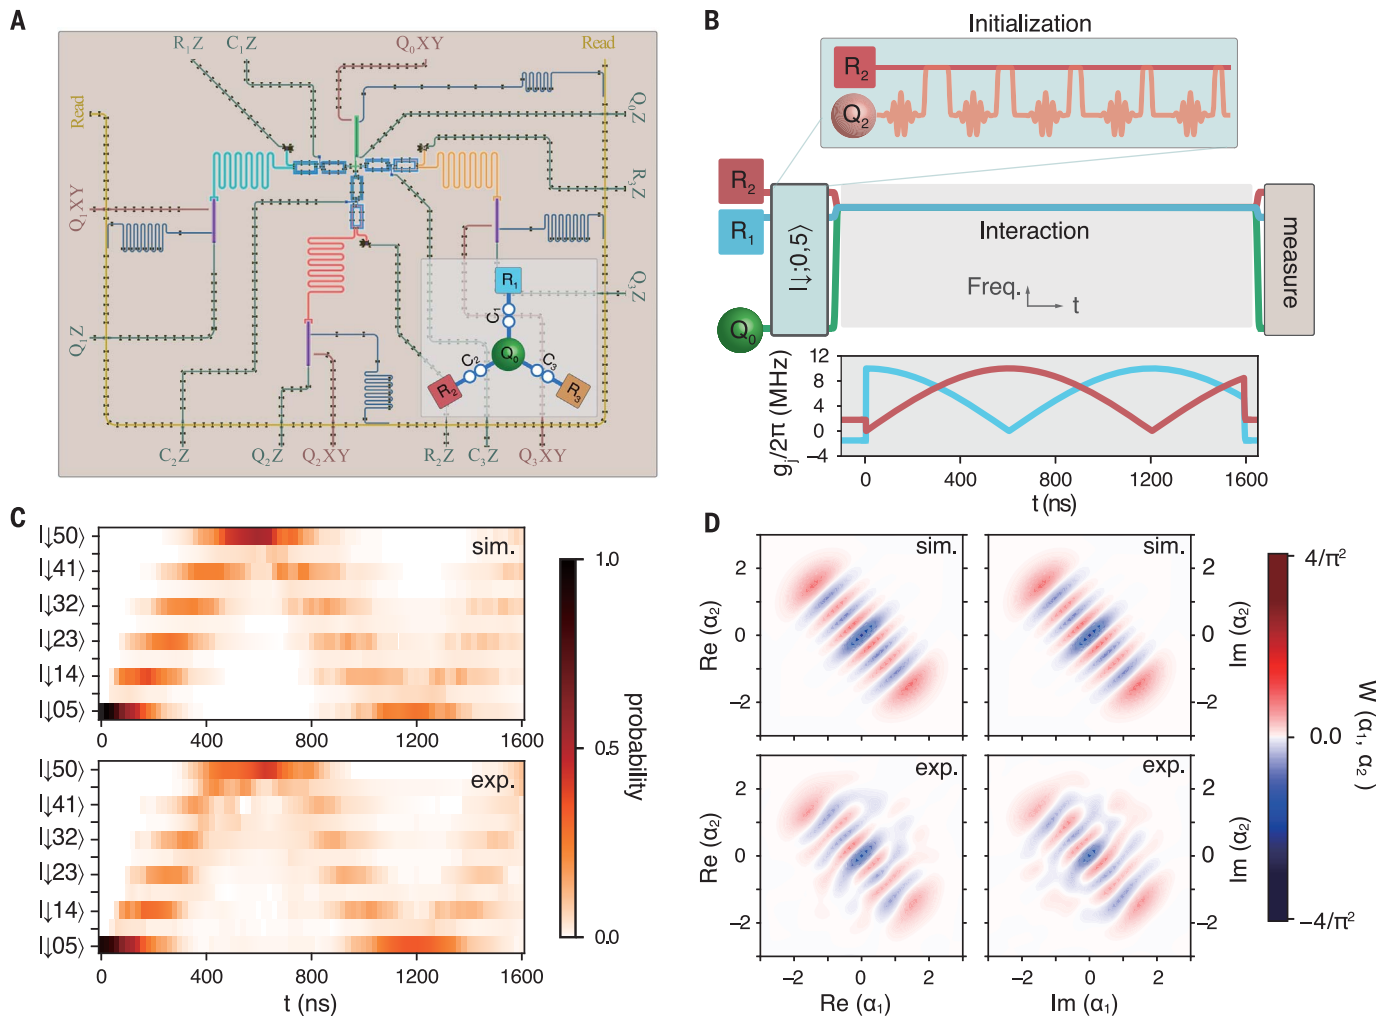 A
R₁Z
C₁Z
Q₀XY
Read
Read
Q₀Z
R₃Z
Q₁XY
Q₃Z
Q₁Z
R₁
C₁
Q₀
C₂
C₃
R₂
R₃
C₂Z
Q₂Z
Q₂XY
R₂Z
C₃Z
Q₃XY
B
Initialization
R₂
Q₂
R₂
R₁
Q₀
|↓;0,5⟩
Interaction
Freq.
t
measure
gⱼ/2π (MHz)
12
8
4
0
−4
0
400
800
1200
1600
t (ns)
C
|↓50⟩
|↓41⟩
|↓32⟩
|↓23⟩
|↓14⟩
|↓05⟩
sim.
0
400
800
1200
1600
|↓50⟩
|↓41⟩
|↓32⟩
|↓23⟩
|↓14⟩
|↓05⟩
exp.
0
400
800
1200
1600
t (ns)
1.0
0.5
0.0
probability
D
sim.
sim.
Re (α₂)
2
0
−2
2
0
−2
Im (α₂)
exp.
exp.
Re (α₂)
2
0
−2
2
0
−2
Im (α₂)
−2
0
2
Re (α₁)
−2
0
2
Im (α₁)
4/π²
0.0
−4/π²
W (α₁, α₂)